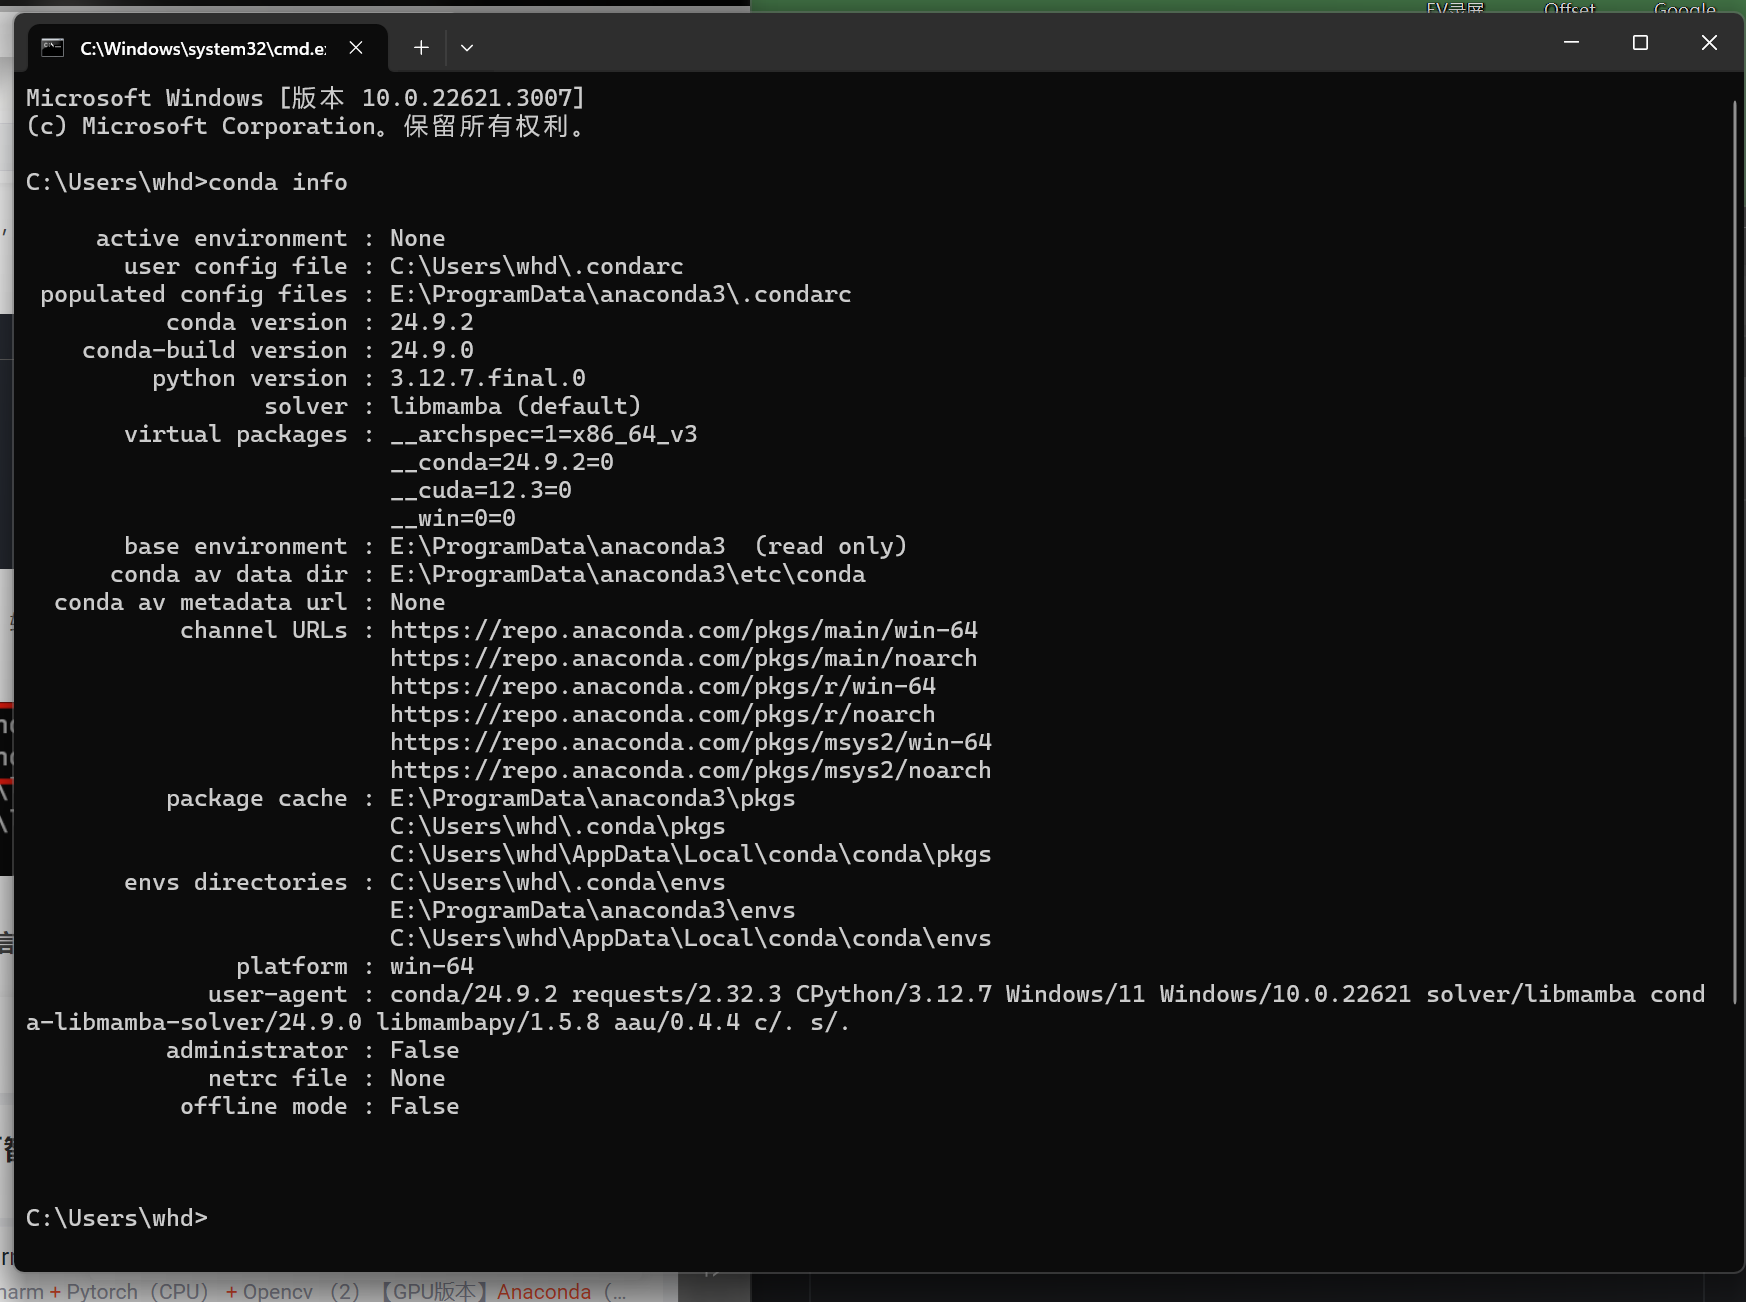 EV录屏 Offset Google
C:\Windows\system32\cmd.e
Microsoft Windows [版本 10.0.22621.3007]
(c) Microsoft Corporation。保留所有权利。
C:\Users\whd>conda info
active environment : None
user config file : C:\Users\whd\.condarc
populated config files : E:\ProgramData\anaconda3\.condarc
conda version : 24.9.2
conda-build version : 24.9.0
python version : 3.12.7.final.0
solver : libmamba (default)
virtual packages : __archspec=1=x86_64_v3
__conda=24.9.2=0
__cuda=12.3=0
__win=0=0
base environment : E:\ProgramData\anaconda3  (read only)
conda av data dir : E:\ProgramData\anaconda3\etc\conda
conda av metadata url : None
channel URLs : https://repo.anaconda.com/pkgs/main/win-64
https://repo.anaconda.com/pkgs/main/noarch
https://repo.anaconda.com/pkgs/r/win-64
https://repo.anaconda.com/pkgs/r/noarch
https://repo.anaconda.com/pkgs/msys2/win-64
https://repo.anaconda.com/pkgs/msys2/noarch
package cache : E:\ProgramData\anaconda3\pkgs
C:\Users\whd\.conda\pkgs
C:\Users\whd\AppData\Local\conda\conda\pkgs
envs directories : C:\Users\whd\.conda\envs
E:\ProgramData\anaconda3\envs
C:\Users\whd\AppData\Local\conda\conda\envs
platform : win-64
user-agent : conda/24.9.2 requests/2.32.3 CPython/3.12.7 Windows/11 Windows/10.0.22621 solver/libmamba cond
a-libmamba-solver/24.9.0 libmambapy/1.5.8 aau/0.4.4 c/. s/.
administrator : False
netrc file : None
offline mode : False
C:\Users\whd>
harm + Pytorch（CPU） + Opencv （2）【GPU版本】Anaconda（...